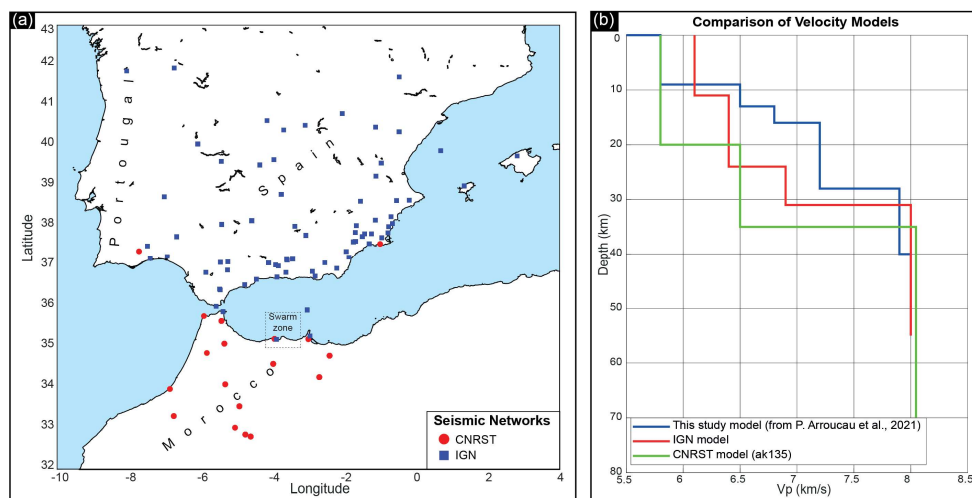 (a)
43
42
41
40
39
38
37
36
35
34
33
32
-10
-8
-6
-4
-2
0
2
4
Latitude
Longitude
Portougal
Spain
Morocco
Swarm
zone
Seismic Networks
CNRST
IGN
(b)
Comparison of Velocity Models
0
10
20
30
40
50
60
70
80
Depth (km)
5.5
6
6.5
7
7.5
8
8.5
Vp (km/s)
This study model (from P. Arroucau et al., 2021)
IGN model
CNRST model (ak135)